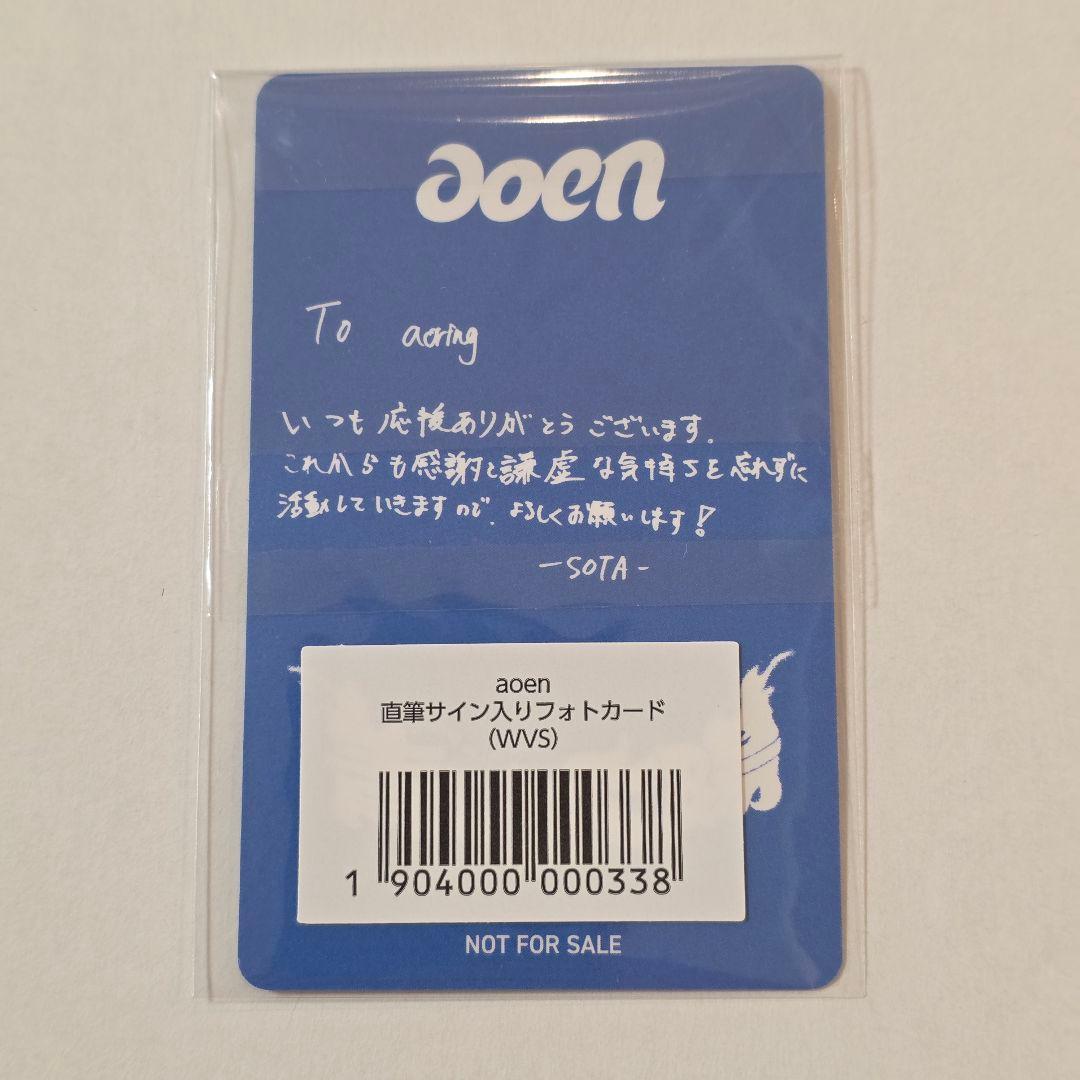 aoen
To aoring
いつも応援ありがとうございます。
これからも感謝と謙虚な気持ちを忘れずに
活動していきますので、よろしくお願いします!
-SOTA-
aoen
直筆サイン入りフォトカード
(WVS)
1 904000 000338
NOT FOR SALE